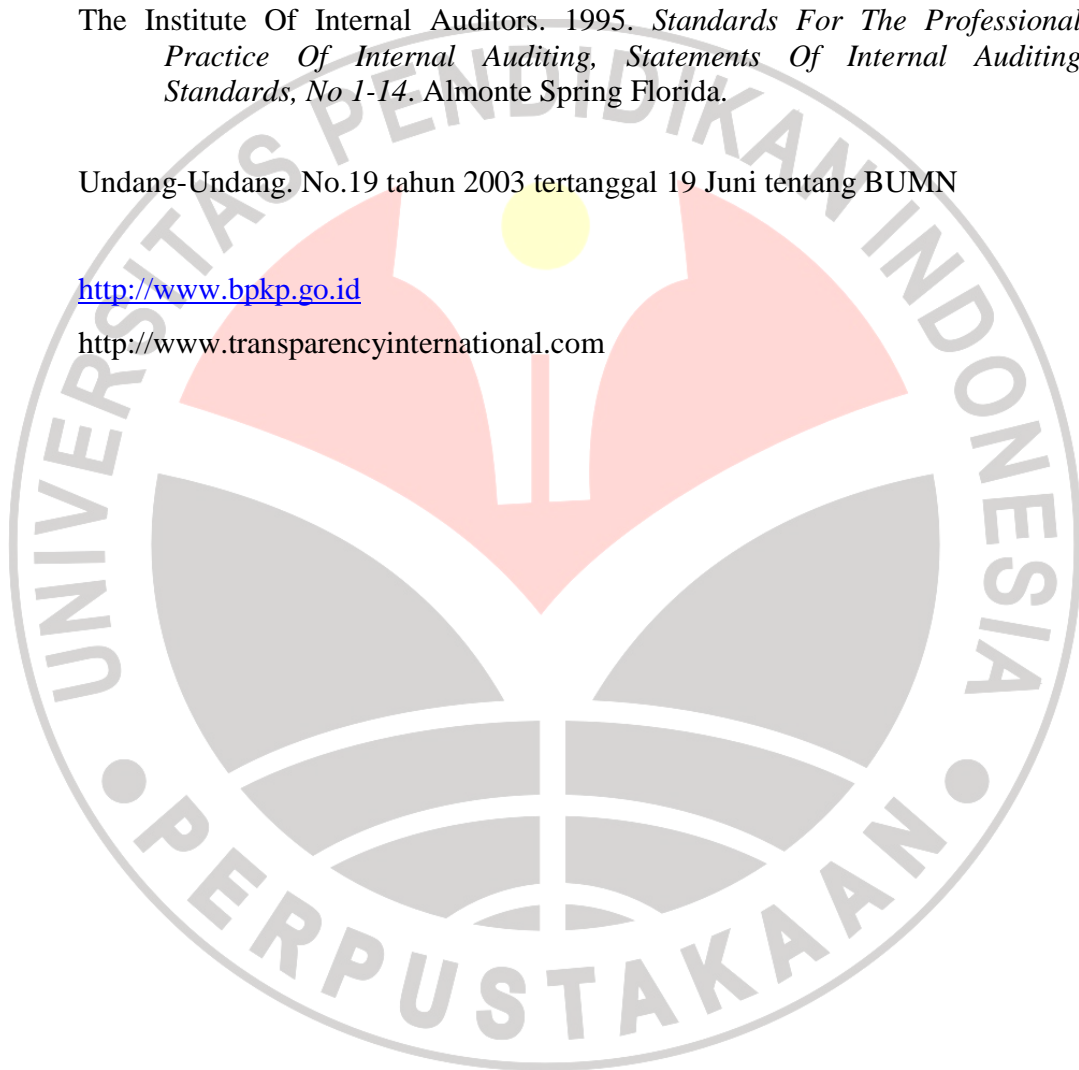 The Institute Of Internal Auditors. 1995. Standards For The Professional
Practice Of Internal Auditing, Statements Of Internal Auditing
Standards, No 1-14. Almonte Spring Florida.
Undang-Undang. No.19 tahun 2003 tertanggal 19 Juni tentang BUMN
http://www.bpkp.go.id
http://www.transparencyinternational.com
UNIVERSITAS PENDIDIKAN INDONESIA
PERPUSTAKAAN